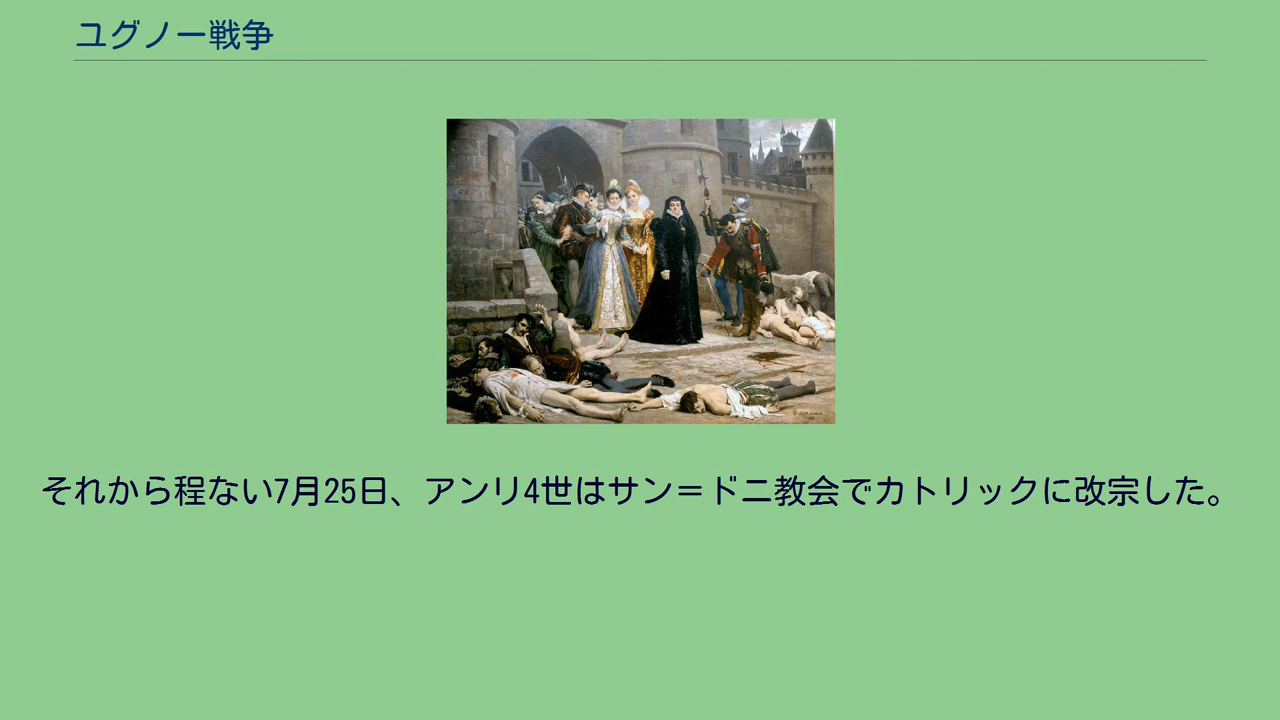 ユグノー戦争
それから程ない7月25日、アンリ4世はサン＝ドニ教会でカトリックに改宗した。